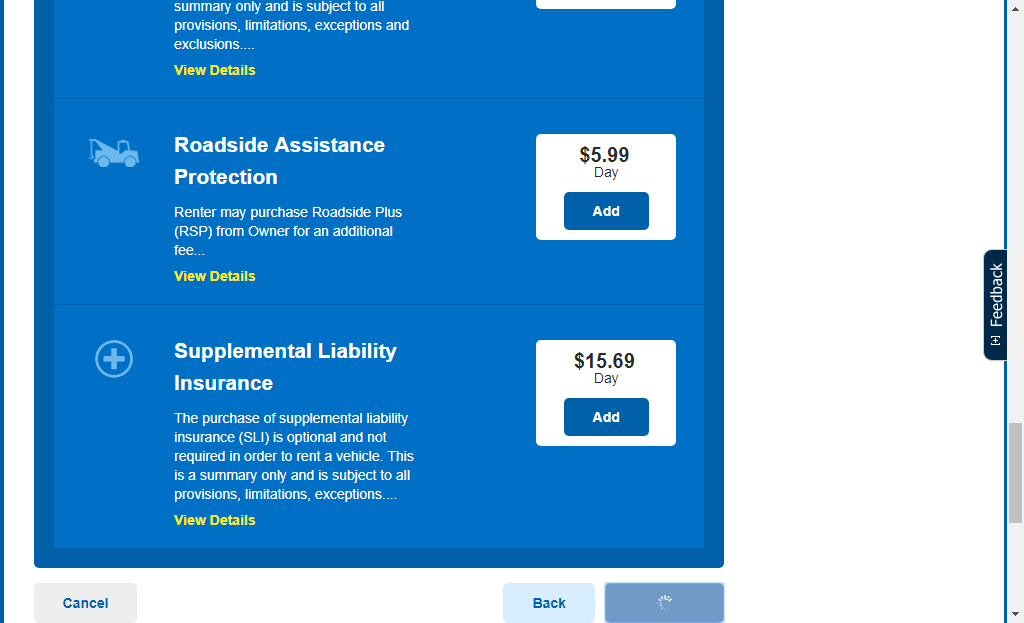 summary only and is subject to all
provisions, limitations, exceptions and
exclusions....
View Details
Roadside Assistance
Protection
Renter may purchase Roadside Plus
(RSP) from Owner for an additional
fee...
View Details
$5.99
Day
Add
Supplemental Liability
Insurance
The purchase of supplemental liability
insurance (SLI) is optional and not
required in order to rent a vehicle. This
is a summary only and is subject to all
provisions, limitations, exceptions....
View Details
$15.69
Day
Add
Cancel
Back
[+] Feedback